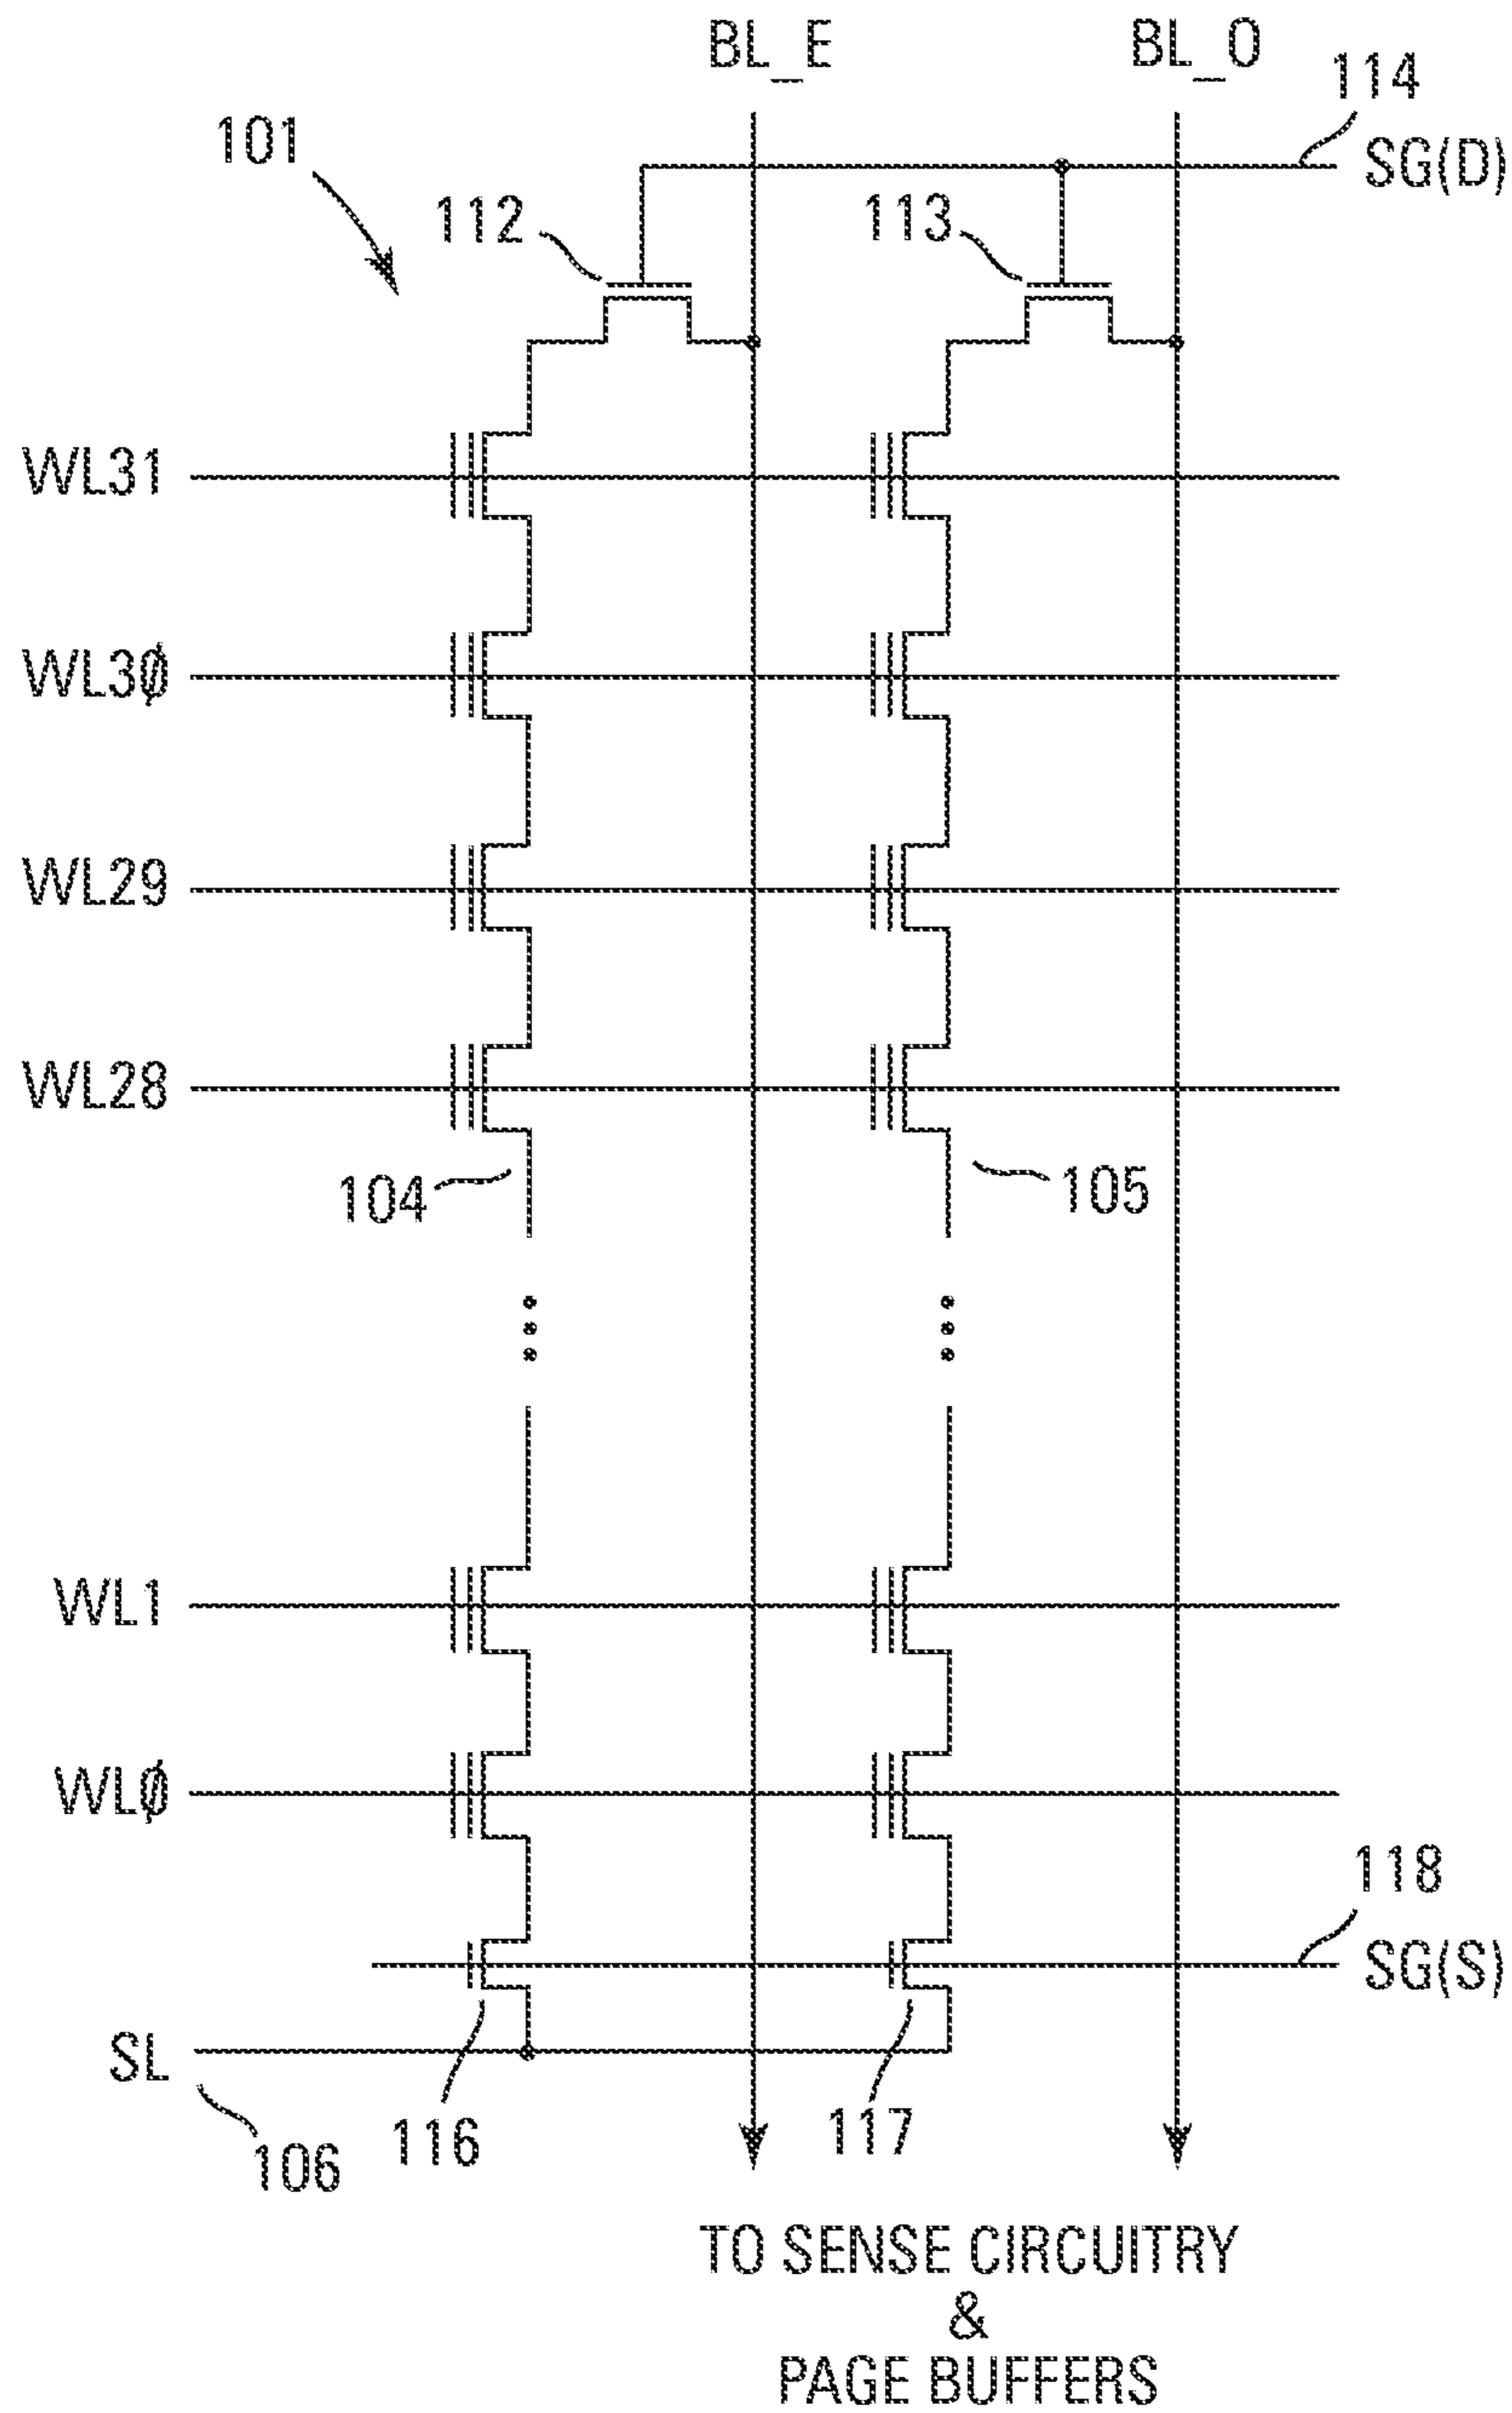 BL_E
BL_O
114
SG(D)
101
112
113
WL31
WL3Ø
WL29
WL28
104
105
WL1
WLØ
118
SG(S)
SL
106
116
117
TO SENSE CIRCUITRY
&
PAGE BUFFERS